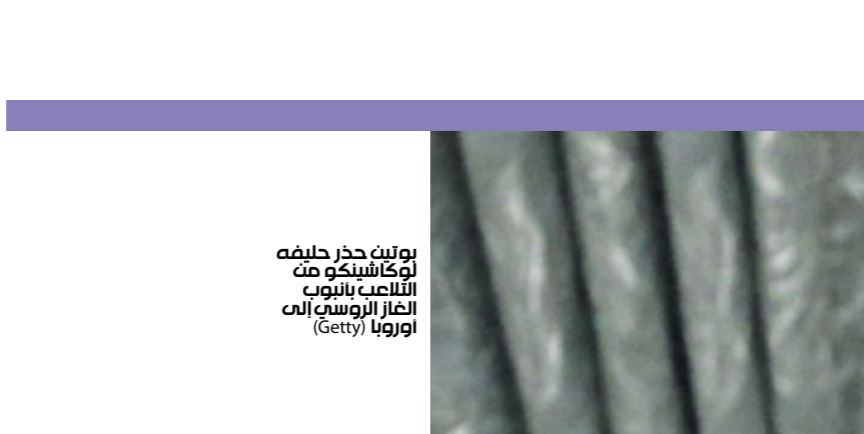 بوتين حذر حليفه
لوكاشينكو من
التلاعب بأنبوب
الغاز الروسي إلى
أوروبا (Getty)